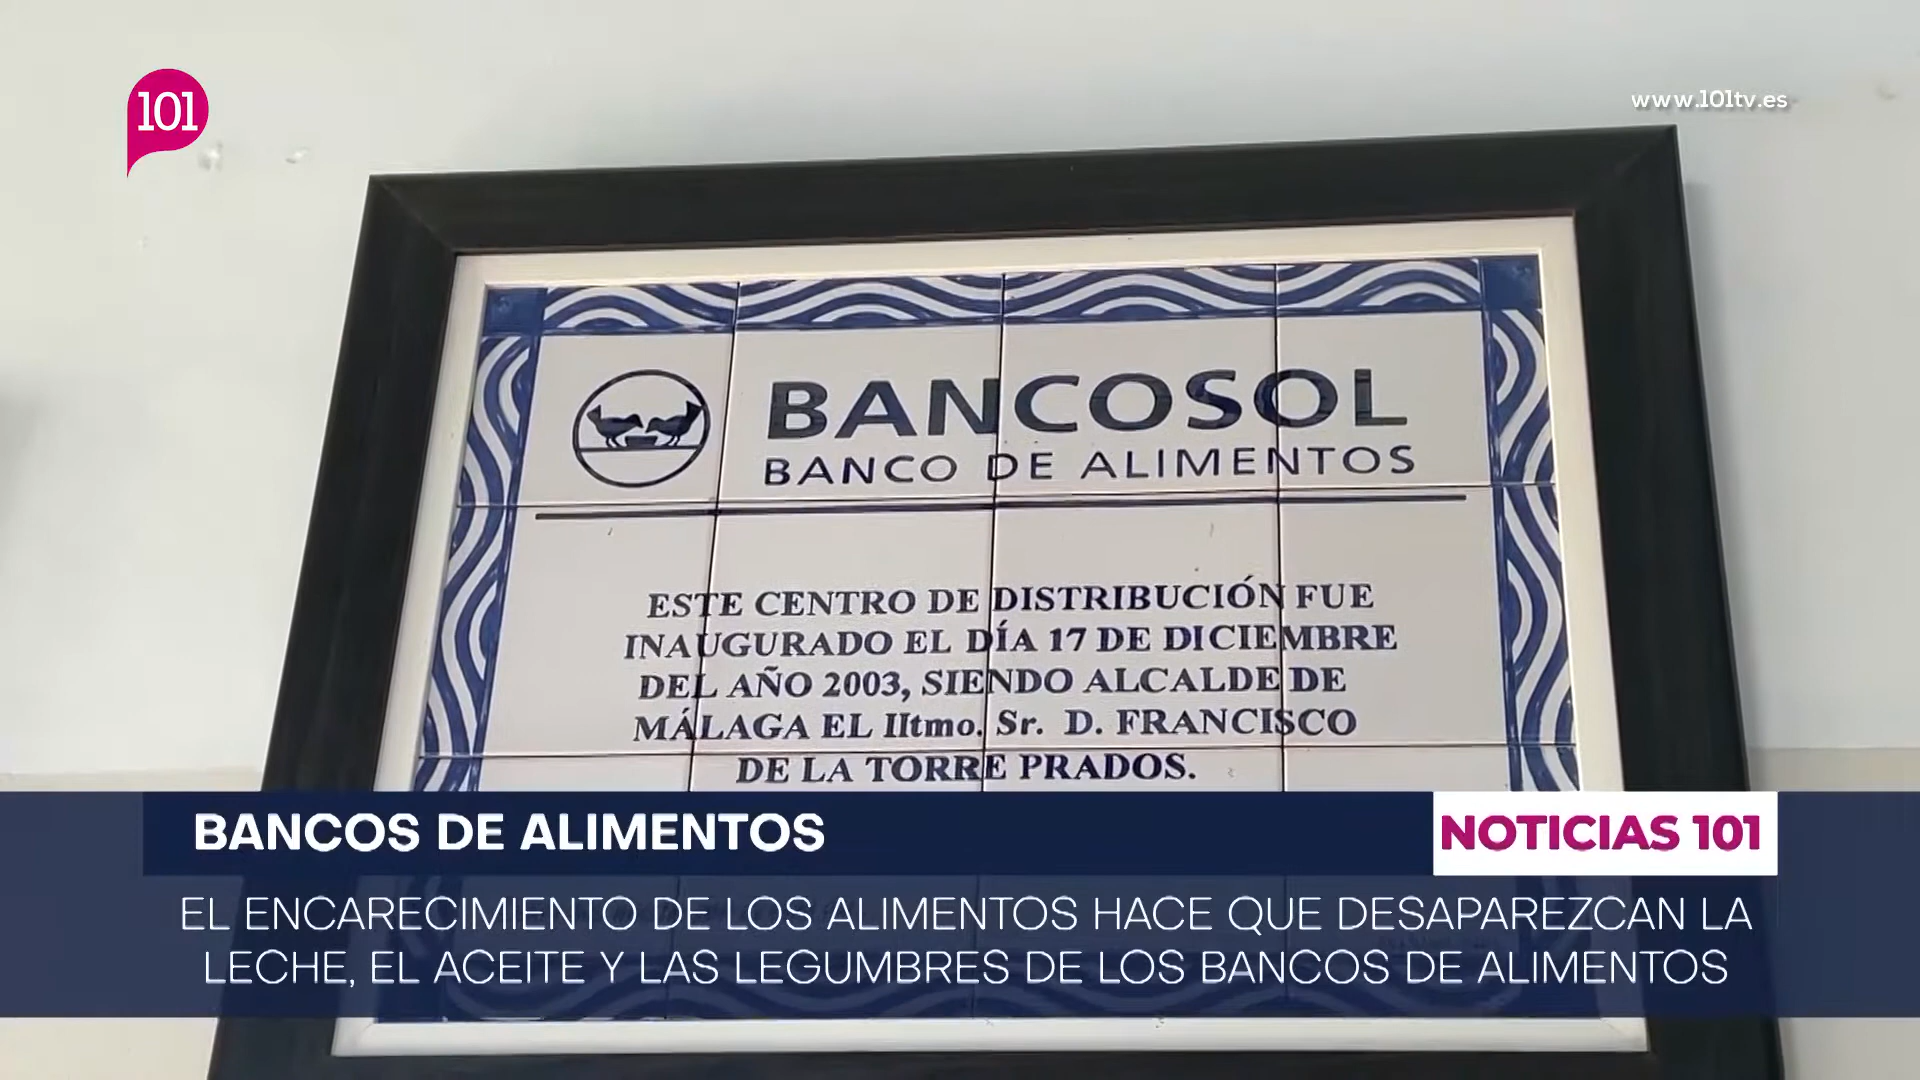 101
www.101tv.es
BANCOSOL
BANCO DE ALIMENTOS
ESTE CENTRO DE DISTRIBUCIÓN FUE
INAUGURADO EL DÍA 17 DE DICIEMBRE
DEL AÑO 2003, SIENDO ALCALDE DE
MÁLAGA EL IItmo. Sr. D. FRANCISCO
DE LA TORRE PRADOS.
BANCOS DE ALIMENTOS
NOTICIAS 101
EL ENCARECIMIENTO DE LOS ALIMENTOS HACE QUE DESAPAREZCAN LA
LECHE, EL ACEITE Y LAS LEGUMBRES DE LOS BANCOS DE ALIMENTOS